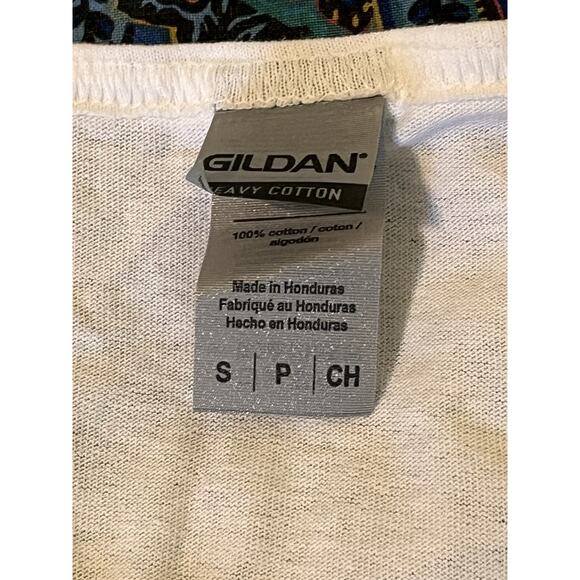 GILDAN®
EAVY COTTON
100% cotton / coton /
algodón
Made in Honduras
Fabriqué au Honduras
Hecho en Honduras
S | P | CH